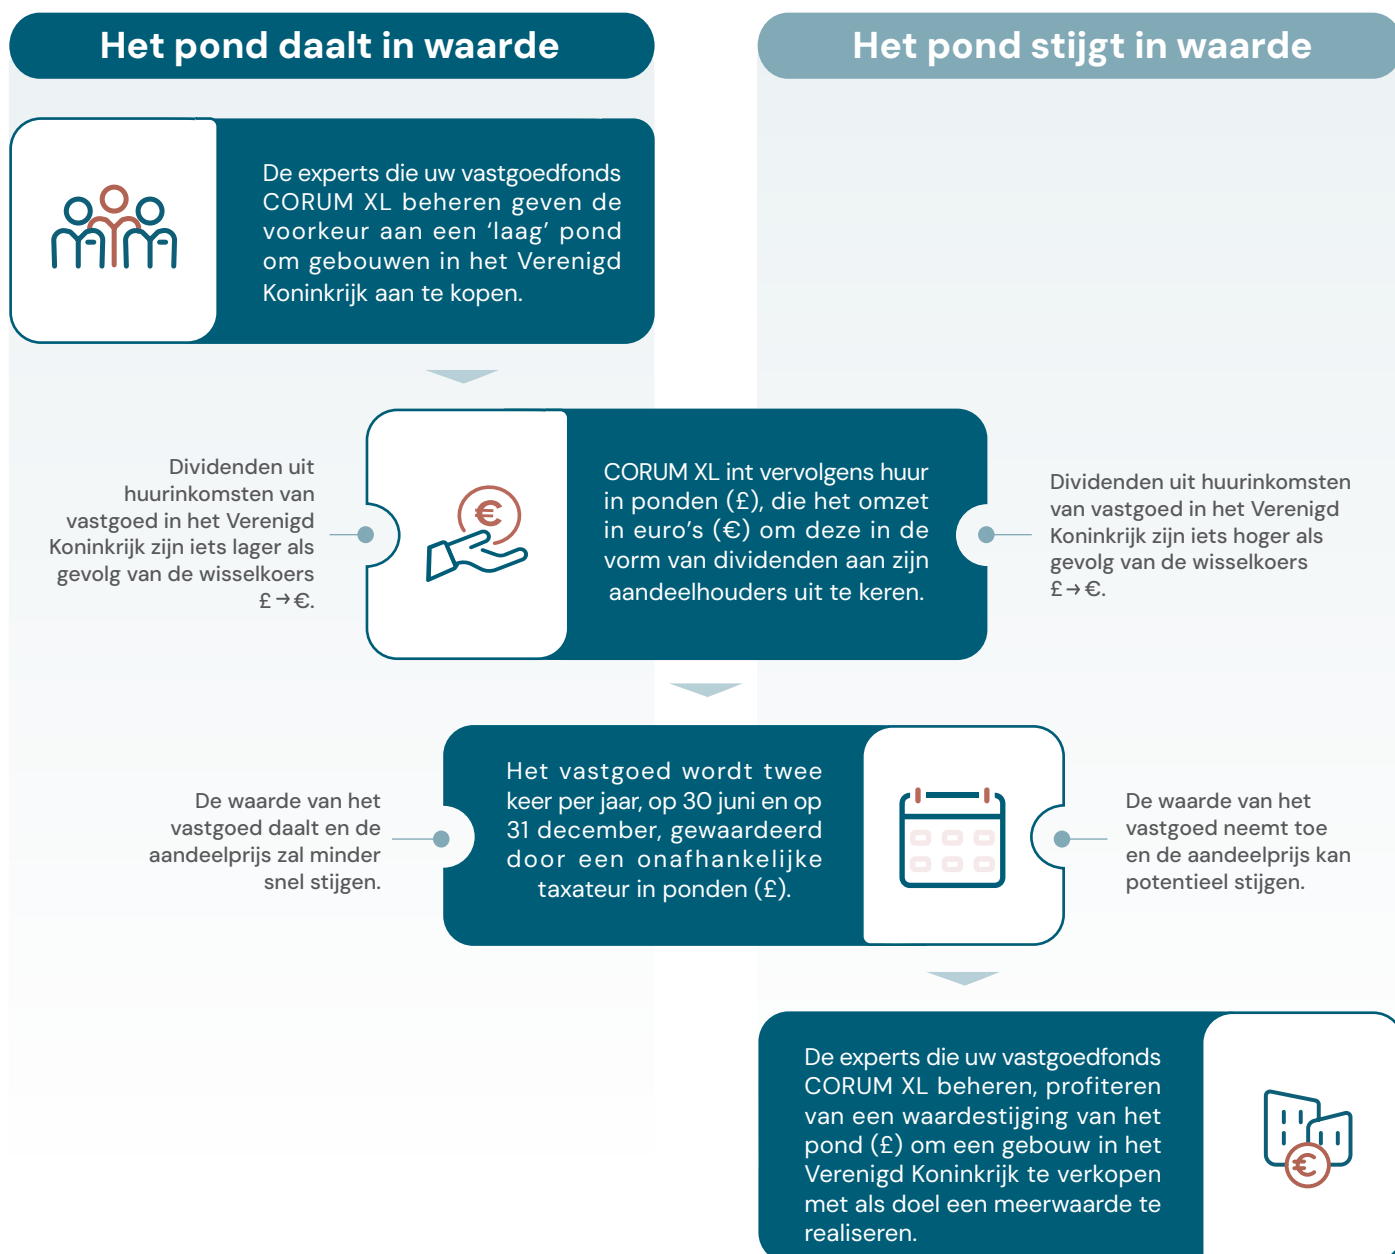 Het pond daalt in waarde
Het pond stijgt in waarde
De experts die uw vastgoedfonds
CORUM XL beheren geven de
voorkeur aan een ‘laag’ pond
om gebouwen in het Verenigd
Koninkrijk aan te kopen.
Dividenden uit
huurinkomsten van
vastgoed in het Verenigd
Koninkrijk zijn iets lager als
gevolg van de wisselkoers
£→€.
€
CORUM XL int vervolgens huur
in ponden (£), die het omzet
in euro’s (€) om deze in de
vorm van dividenden aan zijn
aandeelhouders uit te keren.
Dividenden uit huurinkomsten
van vastgoed in het Verenigd
Koninkrijk zijn iets hoger als
gevolg van de wisselkoers
£→€.
De waarde van het
vastgoed daalt en de
aandeelprijs zal minder
snel stijgen.
Het vastgoed wordt twee
keer per jaar, op 30 juni en op
31 december, gewaardeerd
door een onafhankelijke
taxateur in ponden (£).
De waarde van het
vastgoed neemt toe
en de aandeelprijs kan
potentieel stijgen.
De experts die uw vastgoedfonds
CORUM XL beheren, profiteren
van een waardestijging van het
pond (£) om een gebouw in het
Verenigd Koninkrijk te verkopen
met als doel een meerwaarde te
realiseren.
€